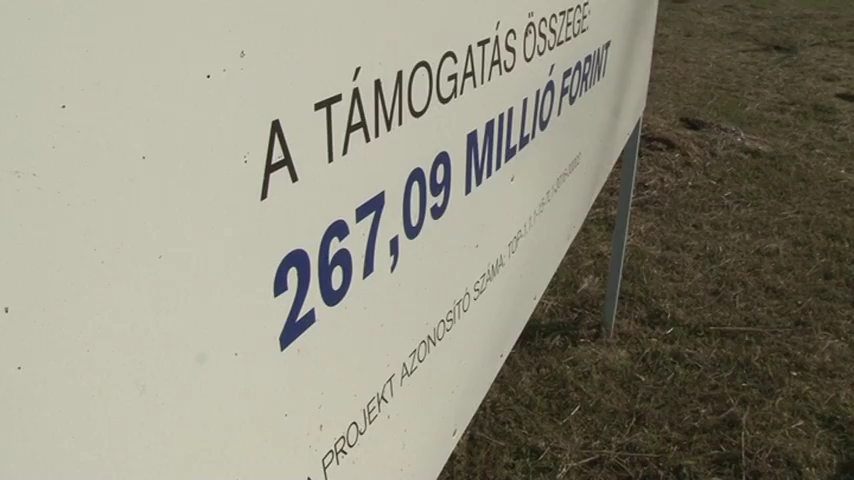 A TÁMOGATÁS ÖSSZEGE:
267,09 MILLIÓ FORINT
A PROJEKT AZONOSÍTÓ SZÁMA: